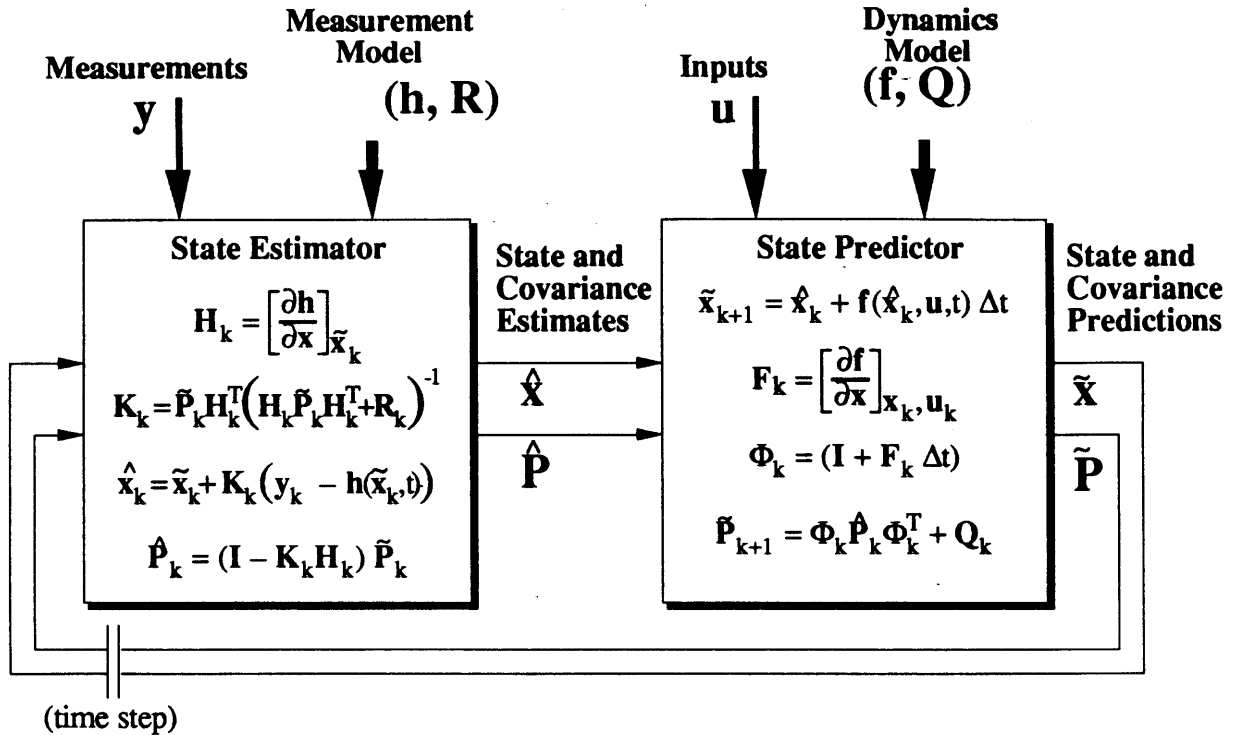 Measurements
y
Measurement
Model
(h, R)
Inputs
u
Dynamics
Model
(f, Q)
State Estimator
H_k = [∂h/∂x]_x̃_k
K_k = P̃_k H_k^T (H_k P̃_k H_k^T + R_k)^-1
x̂_k = x̃_k + K_k (y_k − h(x̃_k,t))
P̂_k = (I − K_k H_k) P̃_k
State and
Covariance
Estimates
x̂
P̂
State Predictor
x̃_k+1 = x̂_k + f(x̂_k,u,t) Δt
F_k = [∂f/∂x]_x_k,u_k
Φ_k = (I + F_k Δt)
P̃_k+1 = Φ_k P̂_k Φ_k^T + Q_k
State and
Covariance
Predictions
x̃
P̃
(time step)